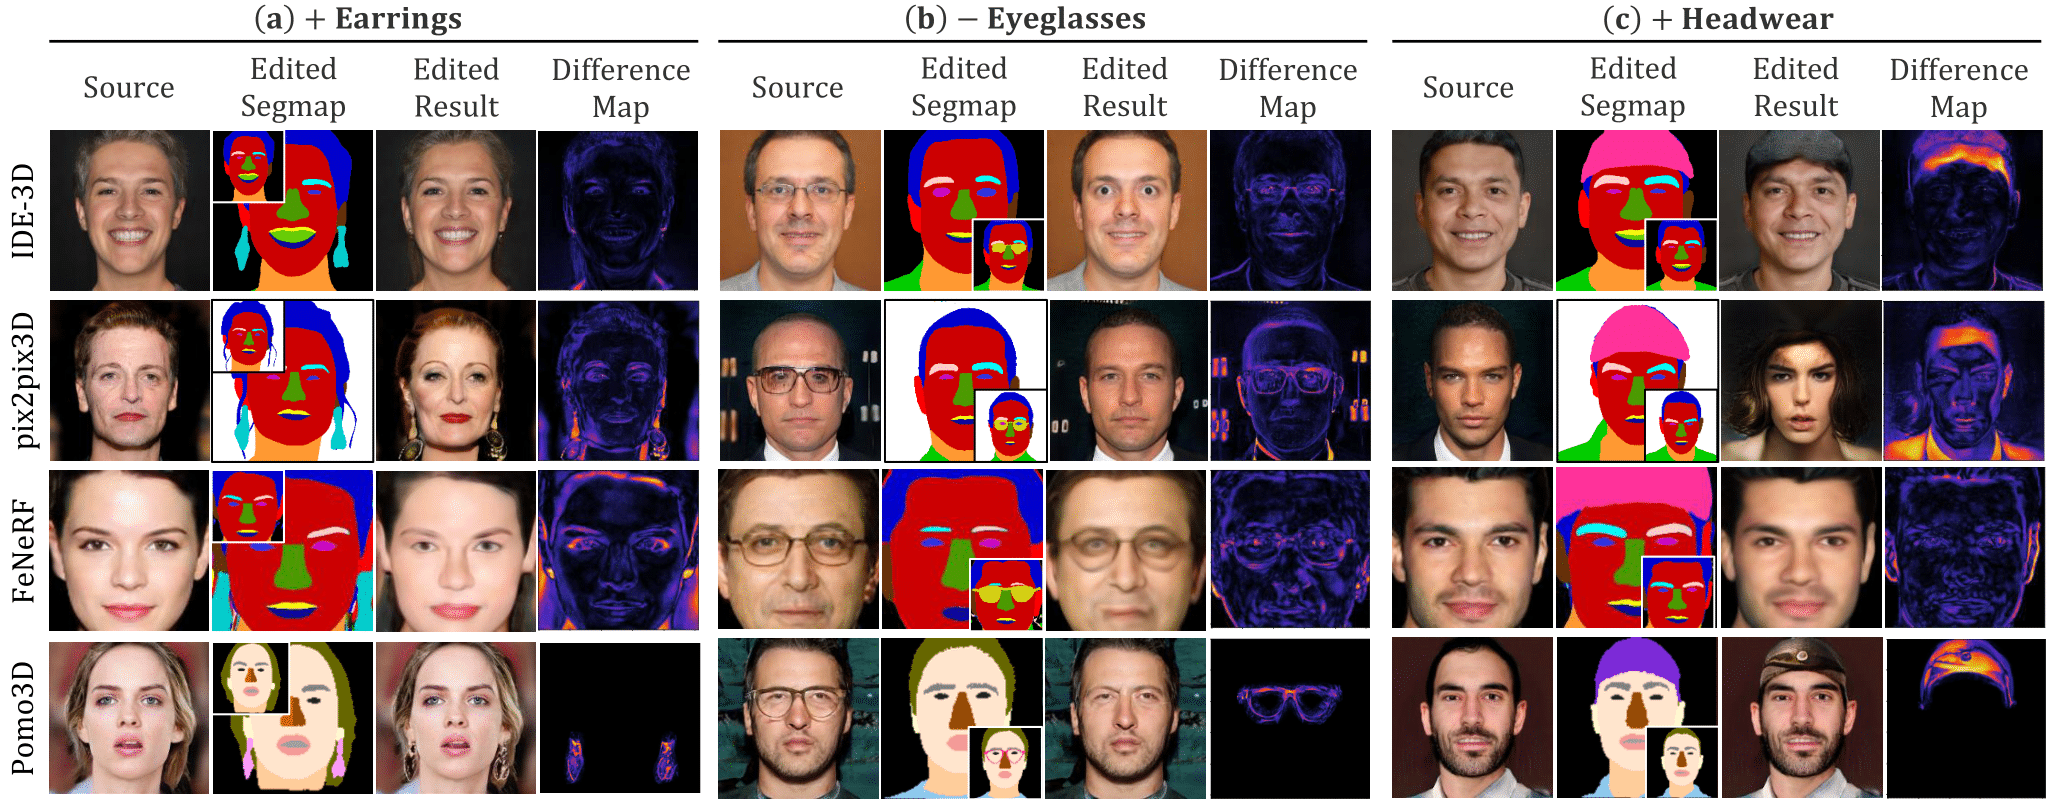 (a) + Earrings
(b) − Eyeglasses
(c) + Headwear
Source
Edited Segmap
Edited Result
Difference Map
Source
Edited Segmap
Edited Result
Difference Map
Source
Edited Segmap
Edited Result
Difference Map
IDE-3D
pix2pix3D
FeNeRF
Pomo3D